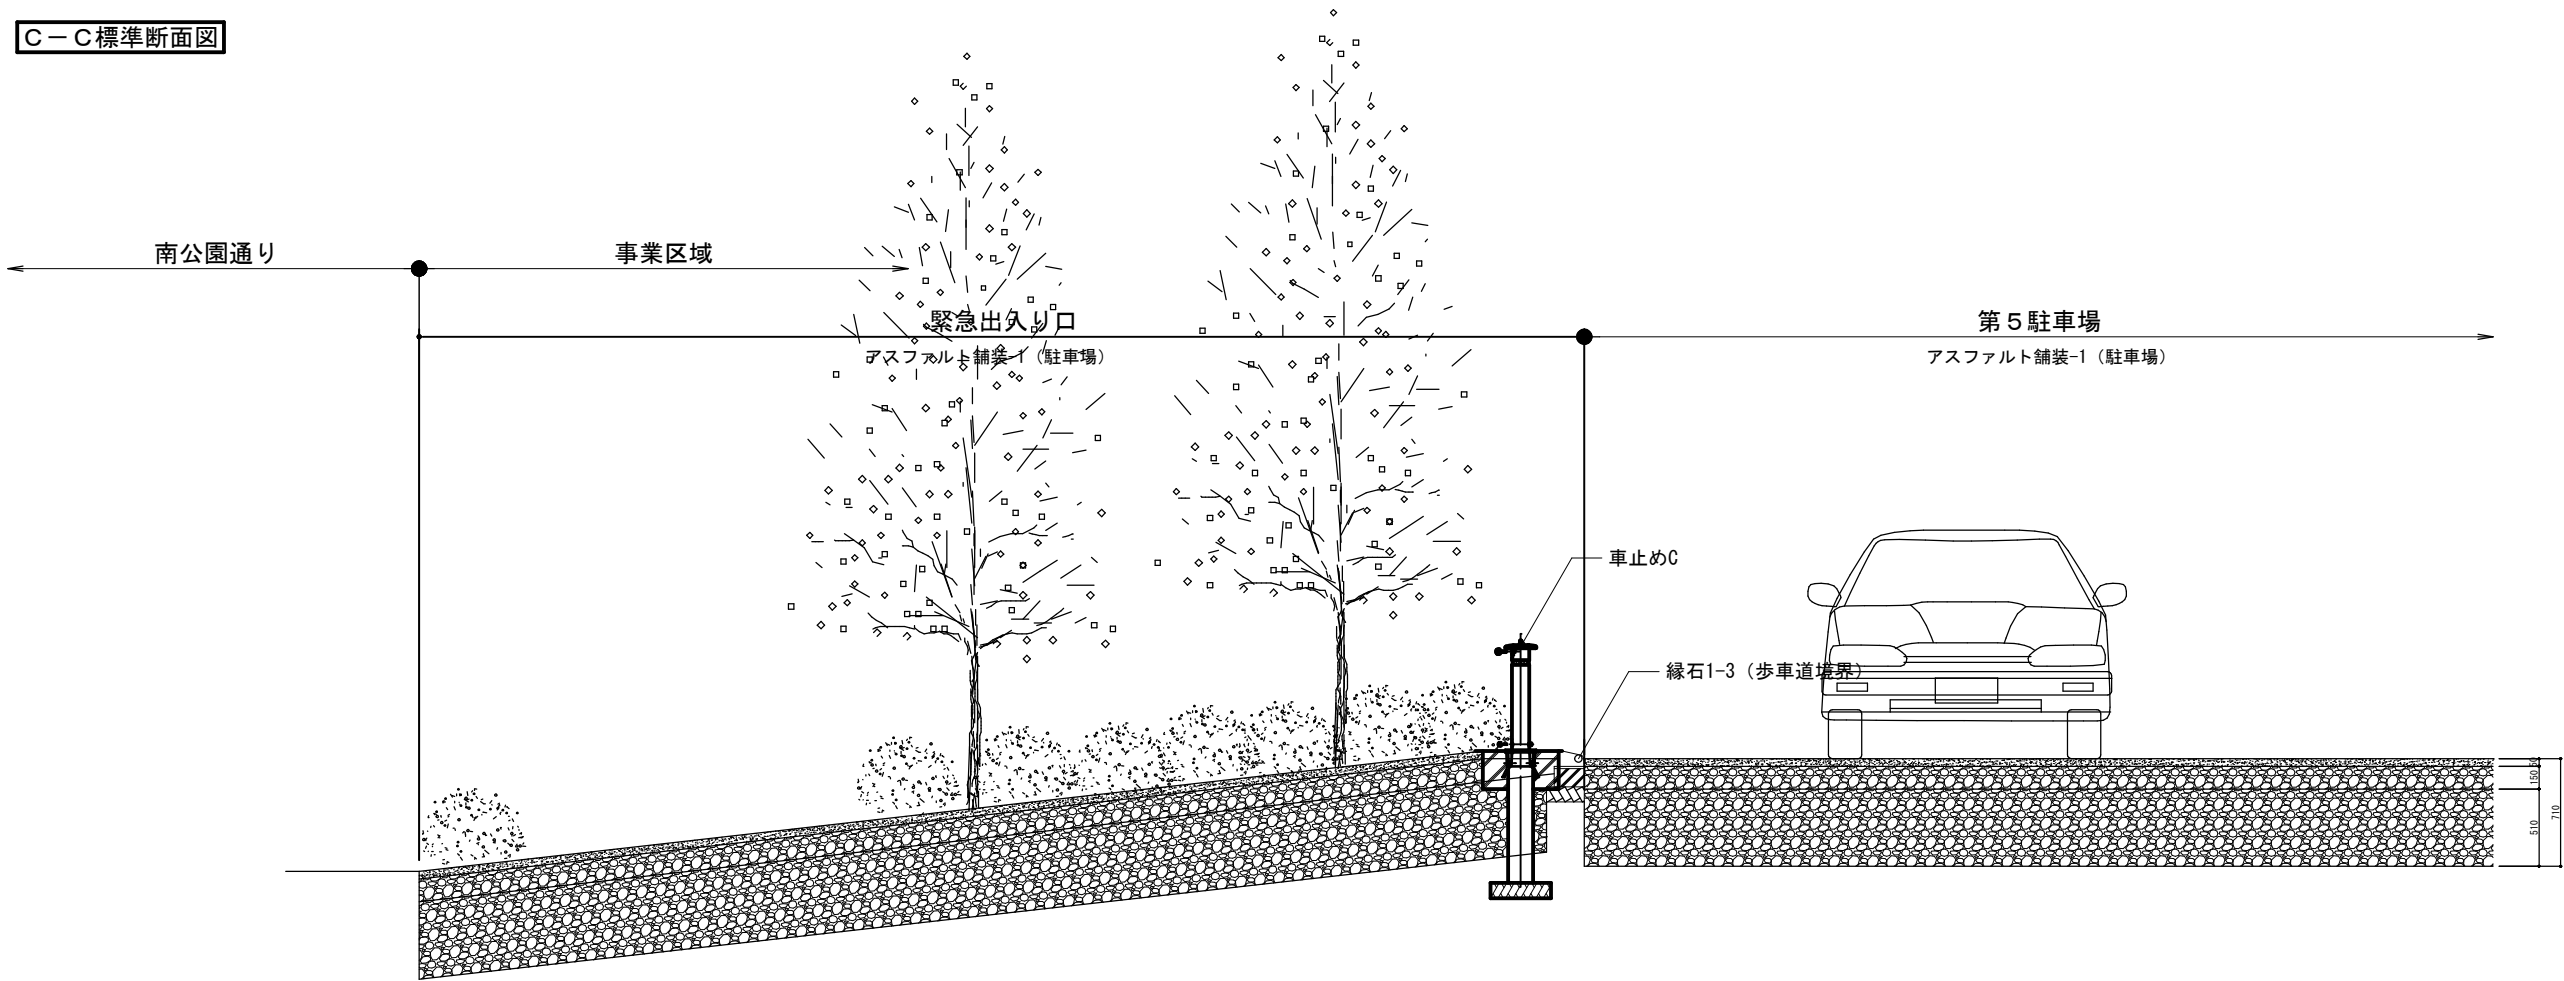 C－C標準断面図
南公園通り
事業区域
緊急出入り口
アスファルト舗装-1（駐車場）
第５駐車場
アスファルト舗装-1（駐車場）
車止めC
縁石1-3（歩車道境界）
50
150
510
710